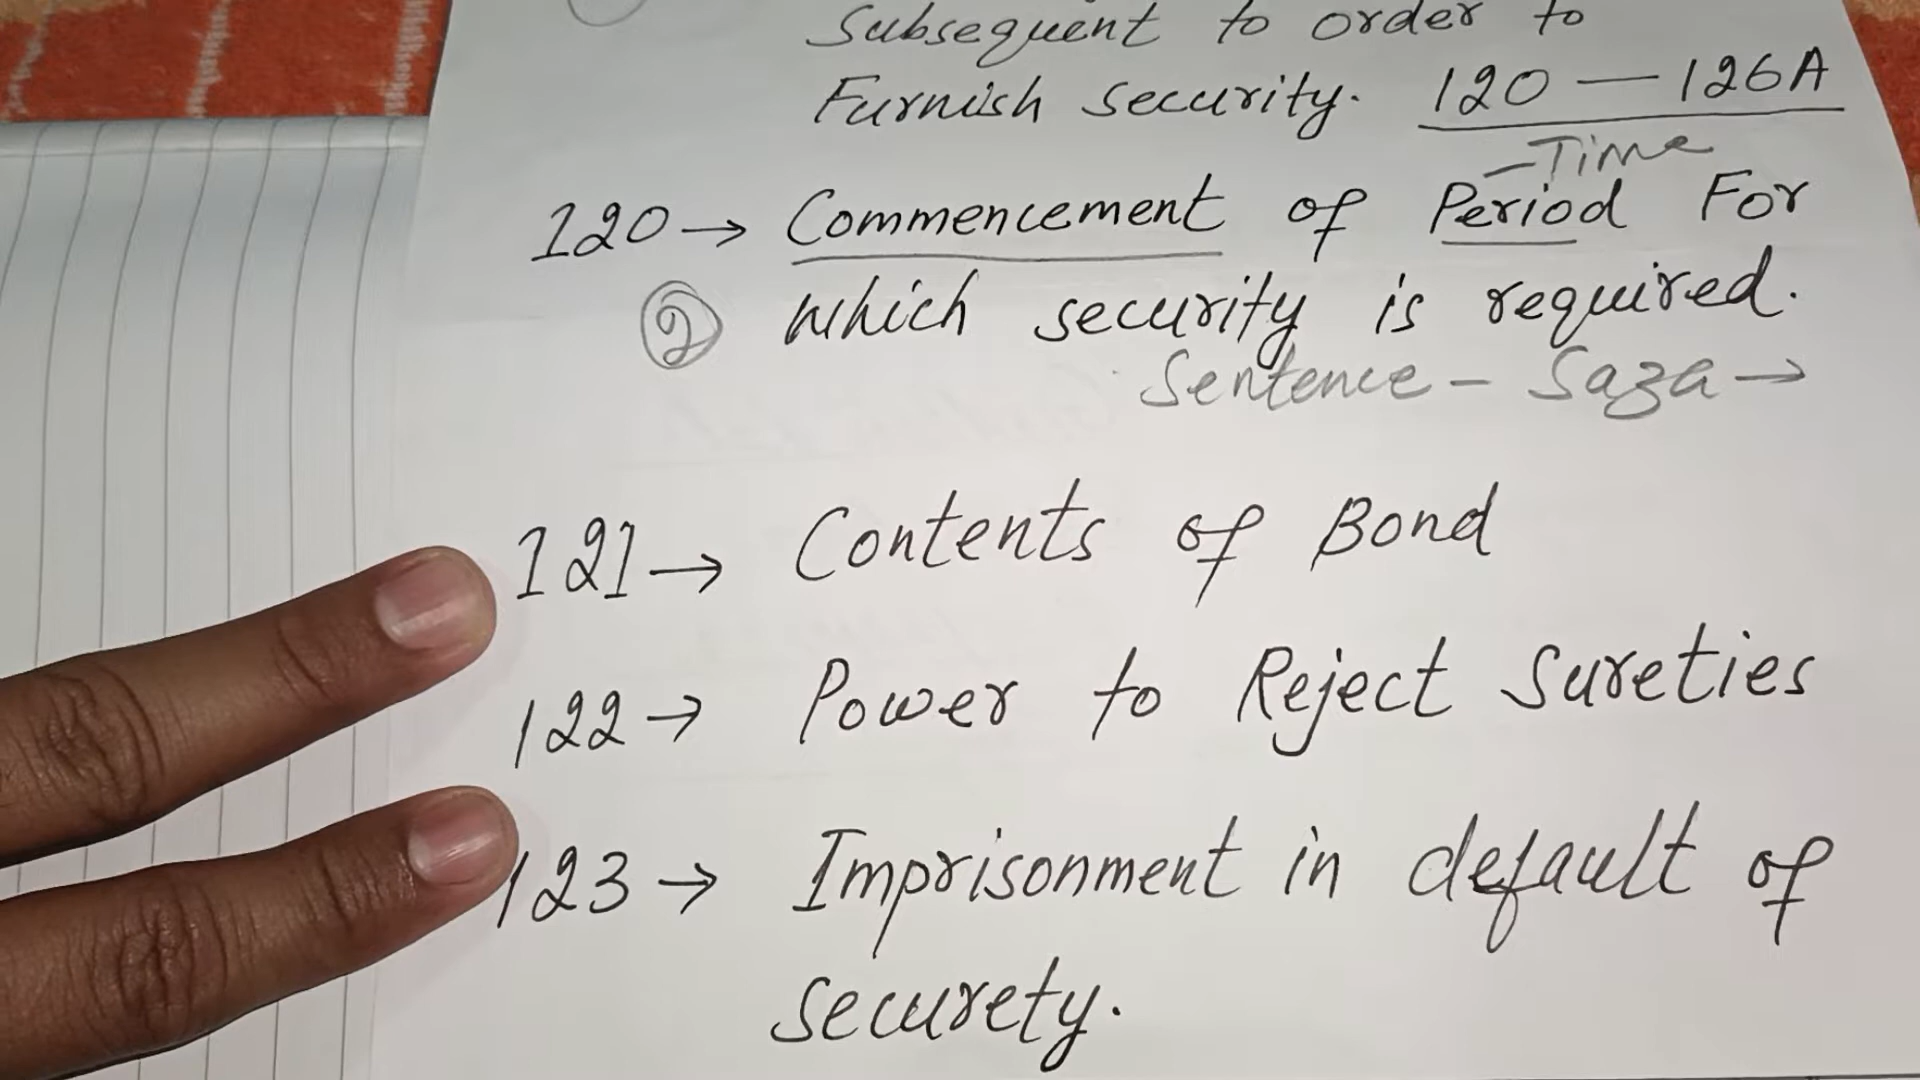 Subsequent to order to
Furnish security. 120 — 126A
– Time
120 → Commencement of Period For
② which security is required.
Sentence – Saza →
121 → Contents of Bond
122 → Power to Reject Sureties
123 → Imprisonment in default of
securety.